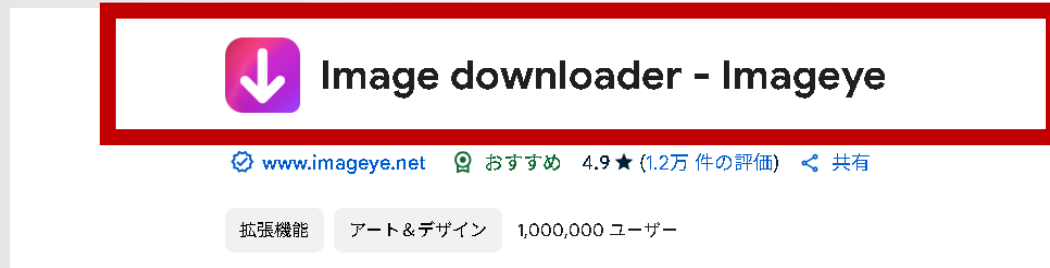 Image downloader - Imageye
www.imageye.net おすすめ 4.9★ (1.2万 件の評価) 共有
拡張機能 アート＆デザイン 1,000,000 ユーザー